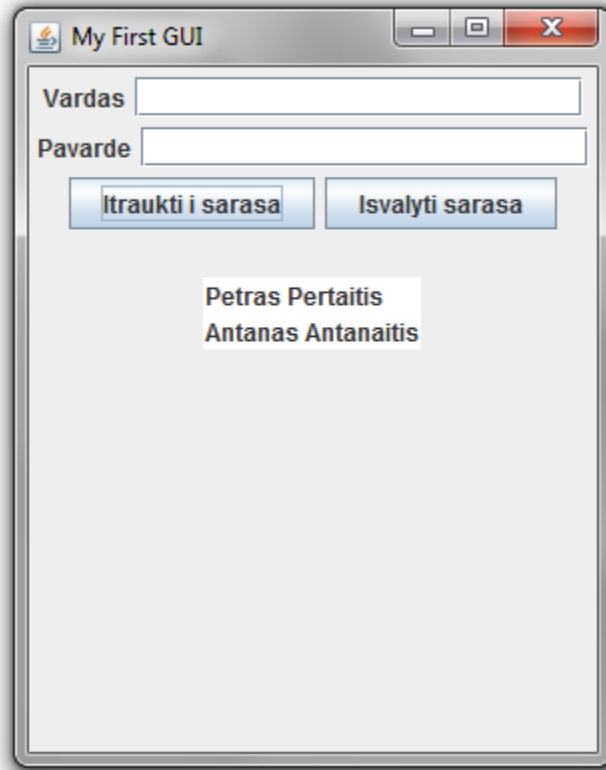 My First GUI
Vardas
Pavarde
Itraukti i sarasa Isvalyti sarasa
Petras Pertaitis
Antanas Antanaitis